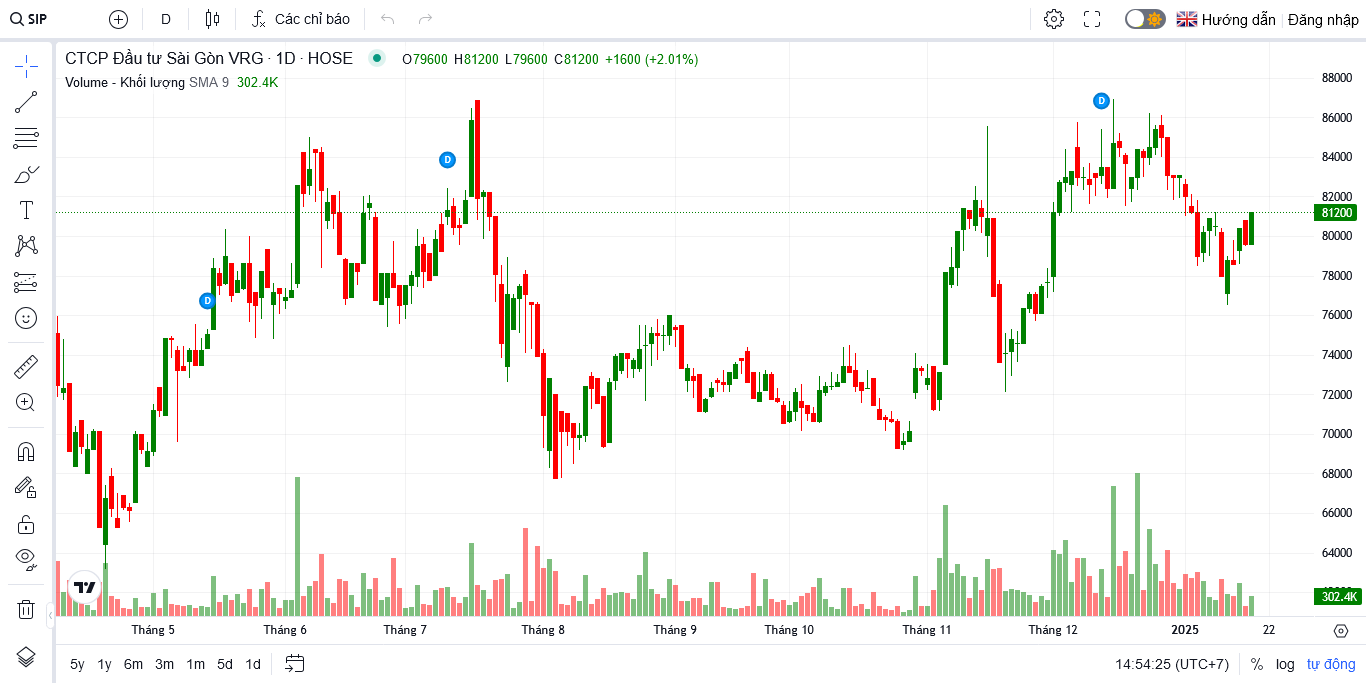 SIP D Các chỉ báo Hướng dẫn Đăng nhập
CTCP Đầu tư Sài Gòn VRG · 1D · HOSE O79600 H81200 L79600 C81200 +1600 (+2.01%)
Volume - Khối lượng SMA 9 302.4K
88000
86000
D
84000
D
82000
81200
80000
78000
D
76000
74000
72000
70000
68000
66000
64000
302.4K
Tháng 5 Tháng 6 Tháng 7 Tháng 8 Tháng 9 Tháng 10 Tháng 11 Tháng 12 2025 22
5y 1y 6m 3m 1m 5d 1d 14:54:25 (UTC+7) % log tự động